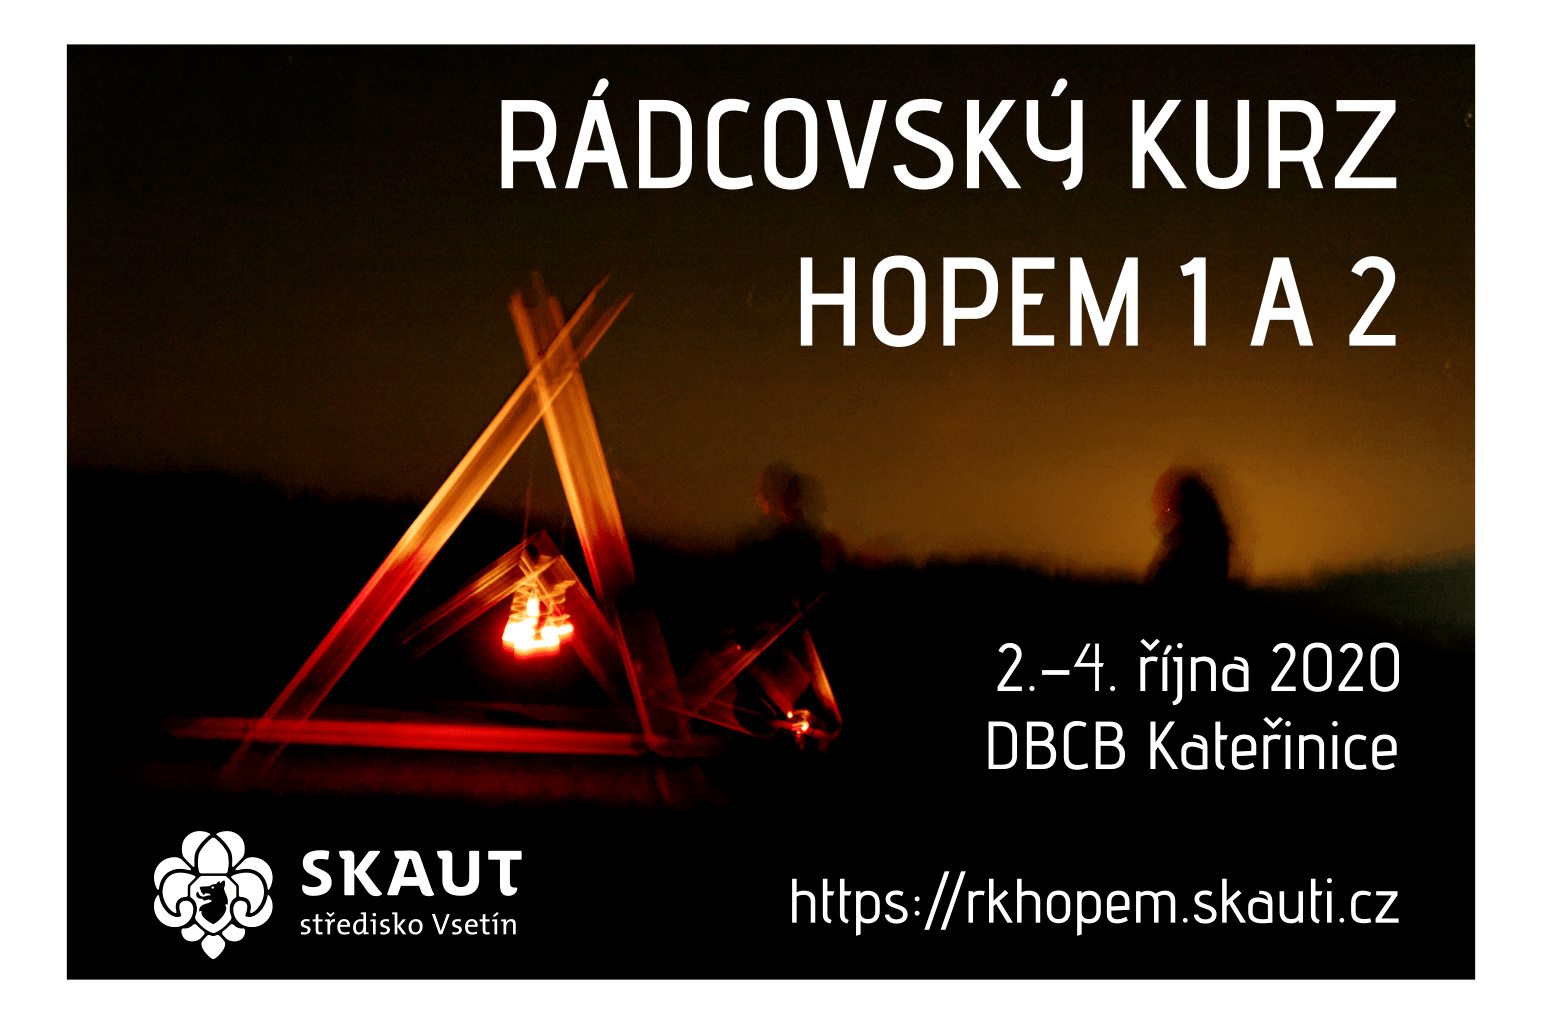 RÁDCOVSKÝ KURZ
HOPEM 1 A 2
2.–4. října 2020
DBCB Kateřinice
SKAUT
středisko Vsetín
https://rkhopem.skauti.cz